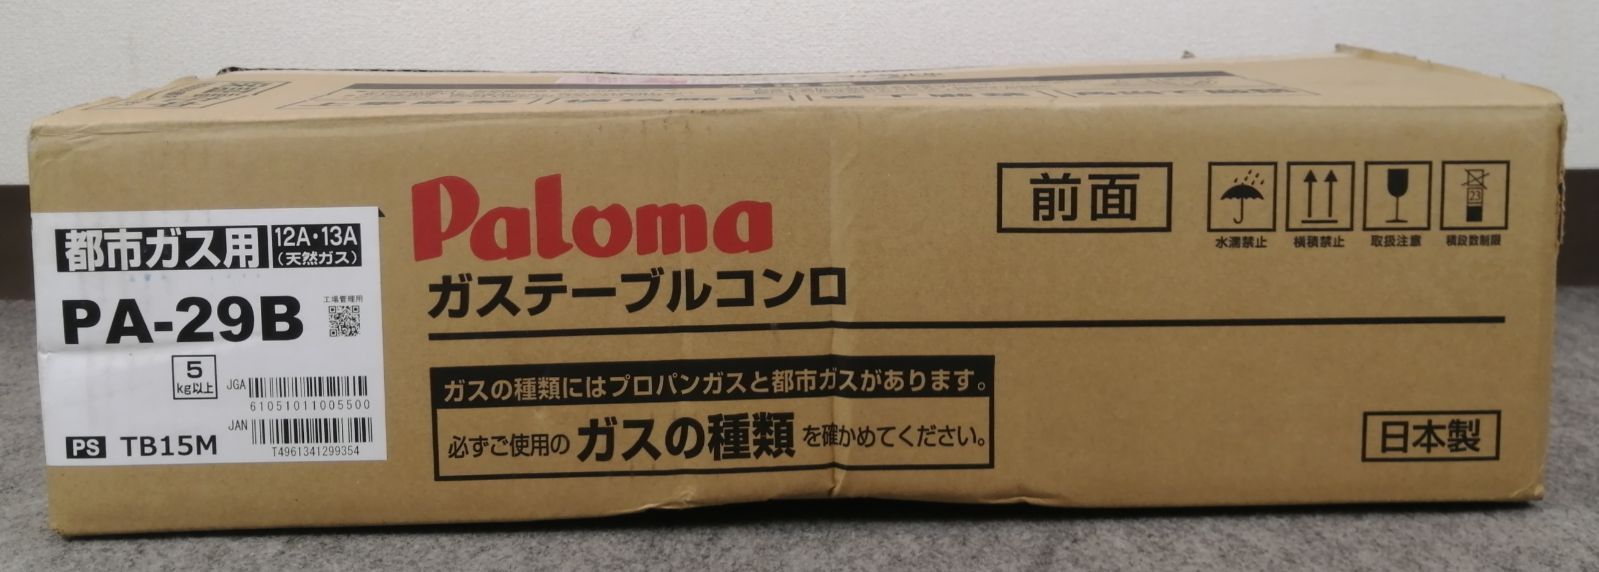 都市ガス用
12A・13A
(天然ガス)
PA-29B
工場管理用
5
kg以上
JGA
61051011005500
JAN
T4961341299354
PS TB15M
Paloma
ガステーブルコンロ
ガスの種類にはプロパンガスと都市ガスがあります。
必ずご使用の ガスの種類 を確かめてください。
前面
水濡禁止
横積禁止
取扱注意
23
積段数制限
日本製